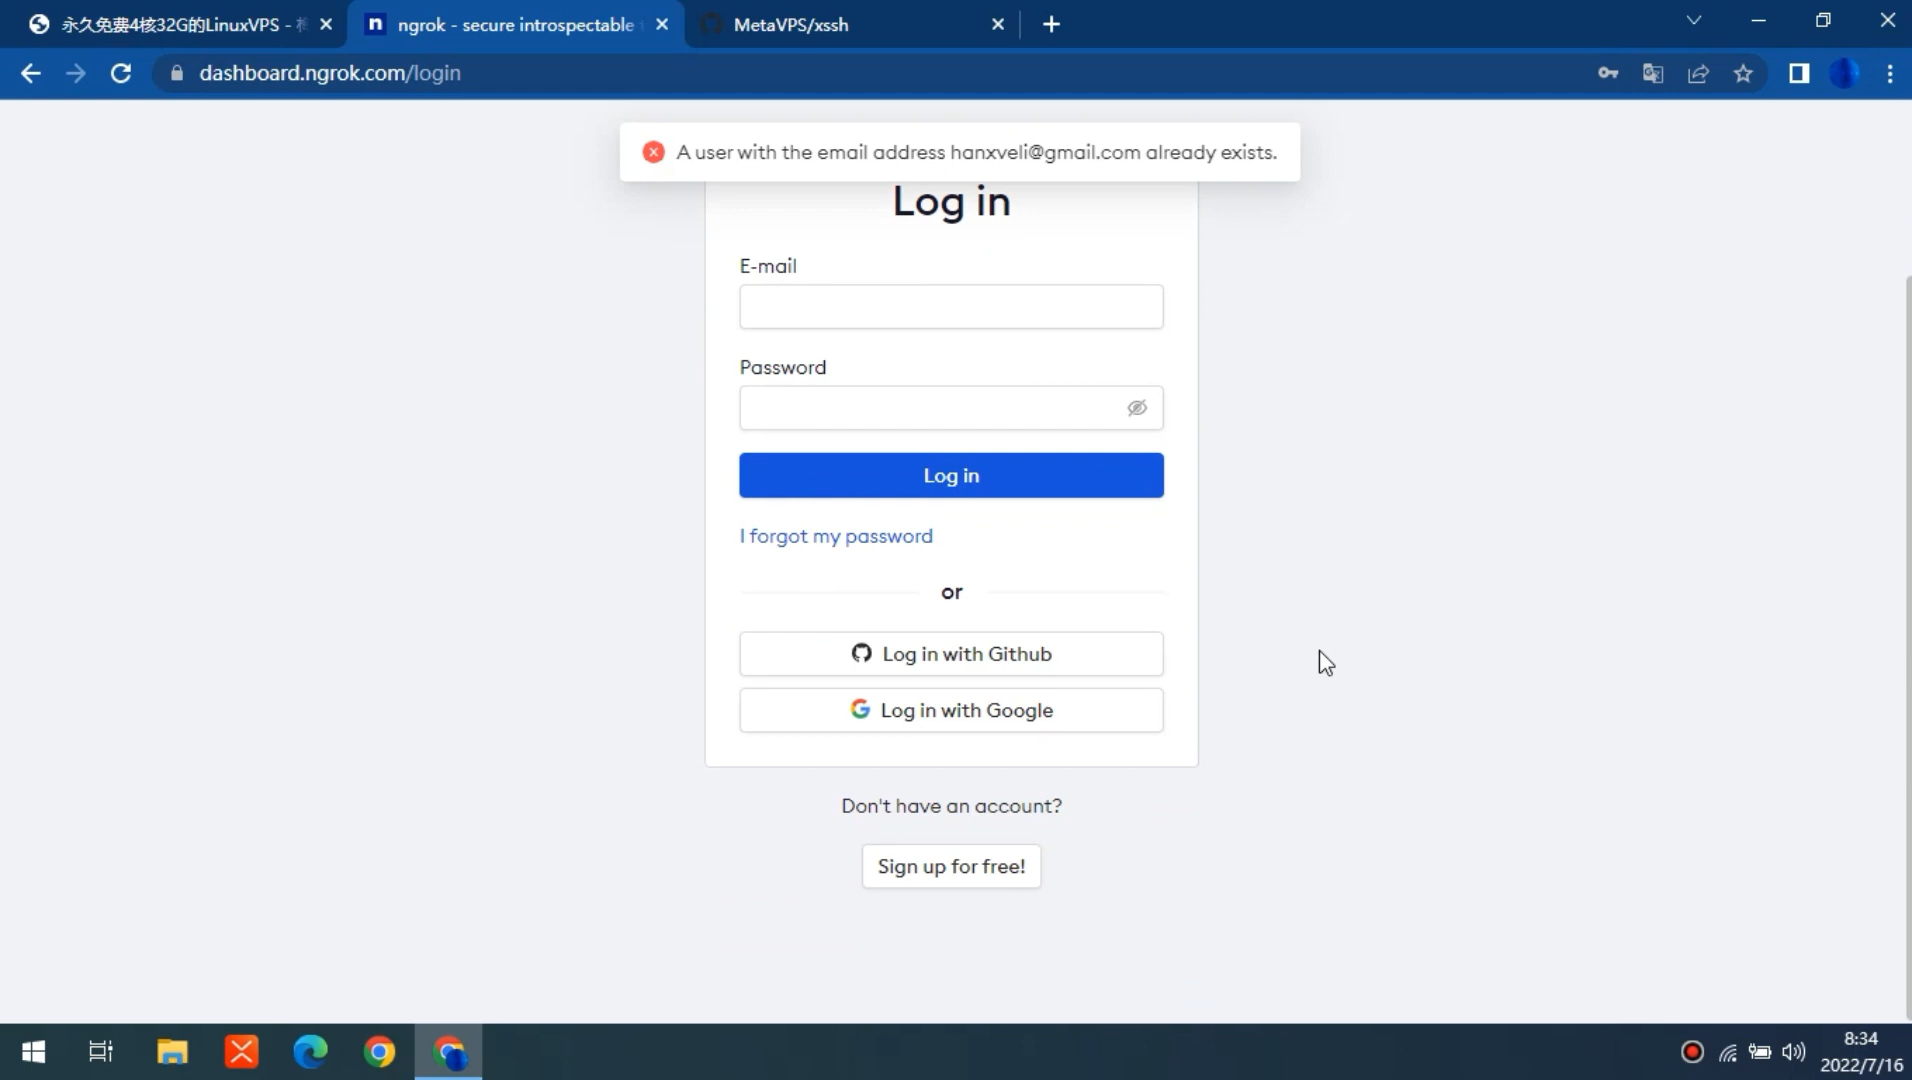 永久免费4核32G的LinuxVPS -
ngrok - secure introspectable
MetaVPS/xssh
dashboard.ngrok.com/login
A user with the email address hanxveli@gmail.com already exists.
Log in
E-mail
Password
Log in
I forgot my password
or
Log in with Github
Log in with Google
Don't have an account?
Sign up for free!
8:34
2022/7/16